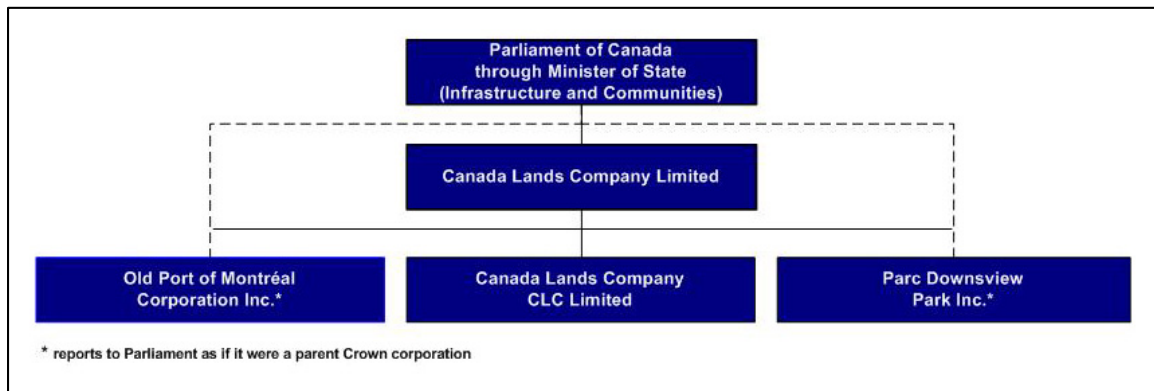 Parliament of Canada
through Minister of State
(Infrastructure and Communities)
Canada Lands Company Limited
Old Port of Montréal
Corporation Inc.*
Canada Lands Company
CLC Limited
Parc Downsview
Park Inc.*
* reports to Parliament as if it were a parent Crown corporation